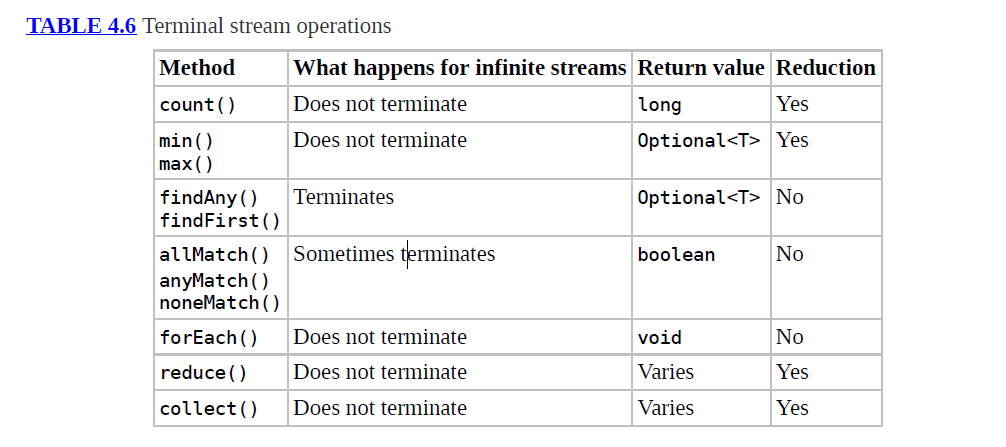 TABLE 4.6 Terminal stream operations
Method What happens for infinite streams Return value Reduction
count() Does not terminate long Yes
min() Does not terminate Optional<T> Yes
max()
findAny() Terminates Optional<T> No
findFirst()
allMatch() Sometimes terminates boolean No
anyMatch()
noneMatch()
forEach() Does not terminate void No
reduce() Does not terminate Varies Yes
collect() Does not terminate Varies Yes